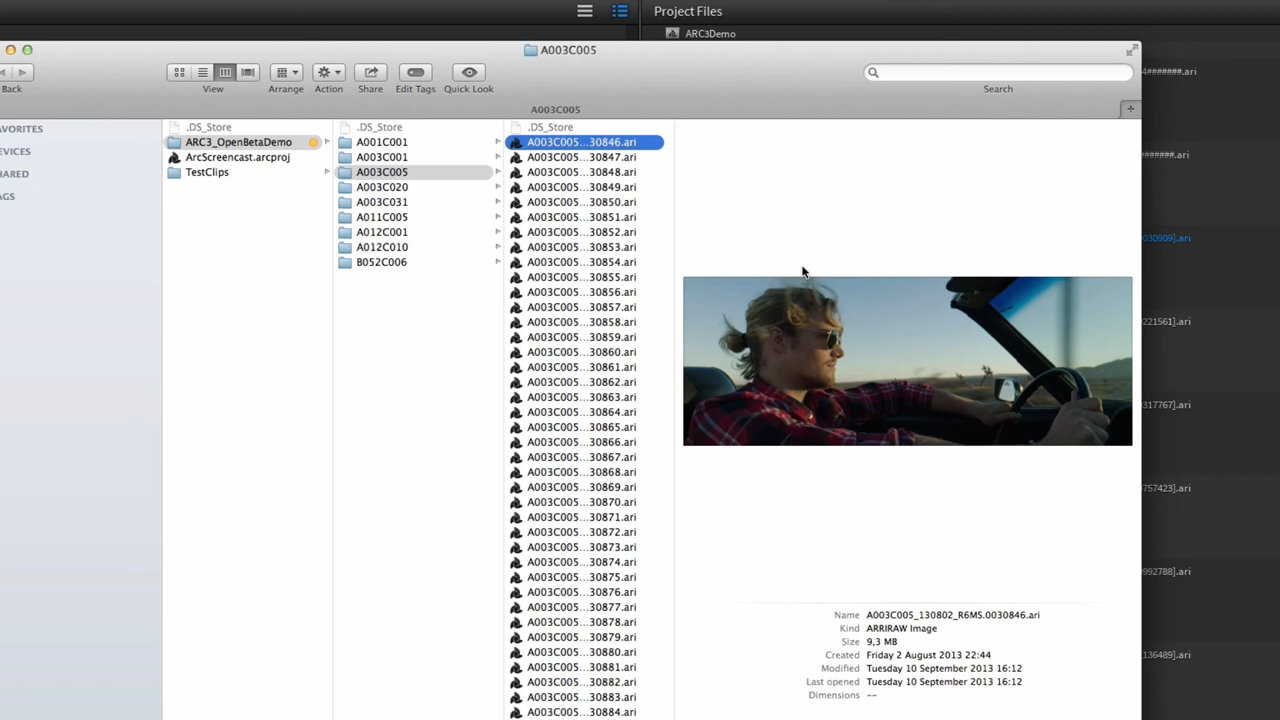 Project Files
ARC3Demo
A003C005
Back
View
Arrange
Action
Share
Edit Tags
Quick Look
Search
A003C005
AVORITES
EVICES
HARED
AGS
.DS_Store
ARC3_OpenBetaDemo
ArcScreencast.arcproj
TestClips
.DS_Store
A001C001
A003C001
A003C005
A003C020
A003C031
A011C005
A012C001
A012C010
B052C006
.DS_Store
A003C005...30846.ari
A003C005...30847.ari
A003C005...30848.ari
A003C005...30849.ari
A003C005...30850.ari
A003C005...30851.ari
A003C005...30852.ari
A003C005...30853.ari
A003C005...30854.ari
A003C005...30855.ari
A003C005...30856.ari
A003C005...30857.ari
A003C005...30858.ari
A003C005...30859.ari
A003C005...30860.ari
A003C005...30861.ari
A003C005...30862.ari
A003C005...30863.ari
A003C005...30864.ari
A003C005...30865.ari
A003C005...30866.ari
A003C005...30867.ari
A003C005...30868.ari
A003C005...30869.ari
A003C005...30870.ari
A003C005...30871.ari
A003C005...30872.ari
A003C005...30873.ari
A003C005...30874.ari
A003C005...30875.ari
A003C005...30876.ari
A003C005...30877.ari
A003C005...30878.ari
A003C005...30879.ari
A003C005...30880.ari
A003C005...30881.ari
A003C005...30882.ari
A003C005...30883.ari
A003C005...30884.ari
Name A003C005_130802_R6MS.0030846.ari
Kind ARRIRAW Image
Size 9,3 MB
Created Friday 2 August 2013 22:44
Modified Tuesday 10 September 2013 16:12
Last opened Tuesday 10 September 2013 16:12
Dimensions --
4#######.ari
#######.ari
030909].ari
221561].ari
317767].ari
757423].ari
992788].ari
136489].ari